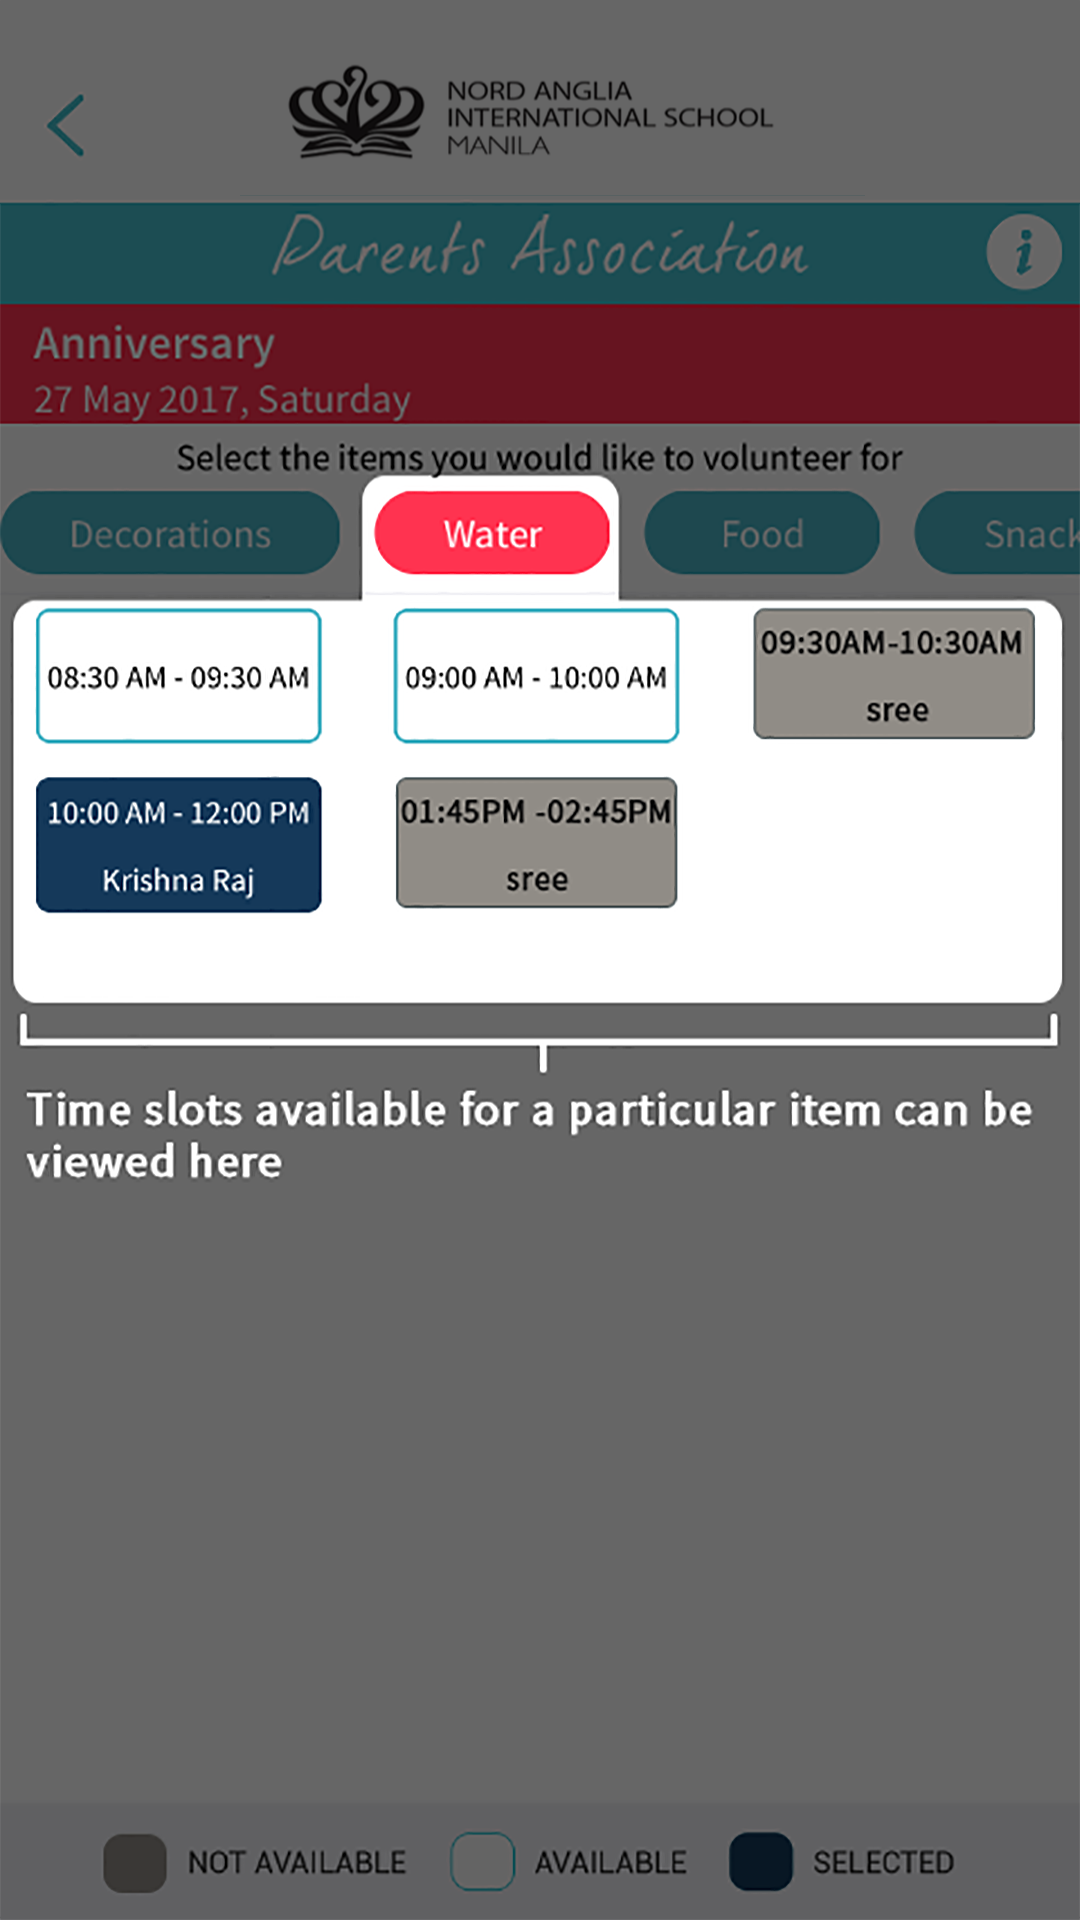 NORD ANGLIA
INTERNATIONAL SCHOOL
MANILA
Parents Association
i
Anniversary
27 May 2017, Saturday
Select the items you would like to volunteer for
Decorations
Water
Food
Snack
08:30 AM - 09:30 AM
09:00 AM - 10:00 AM
09:30AM-10:30AM
sree
10:00 AM - 12:00 PM
Krishna Raj
01:45PM -02:45PM
sree
Time slots available for a particular item can be
viewed here
NOT AVAILABLE
AVAILABLE
SELECTED